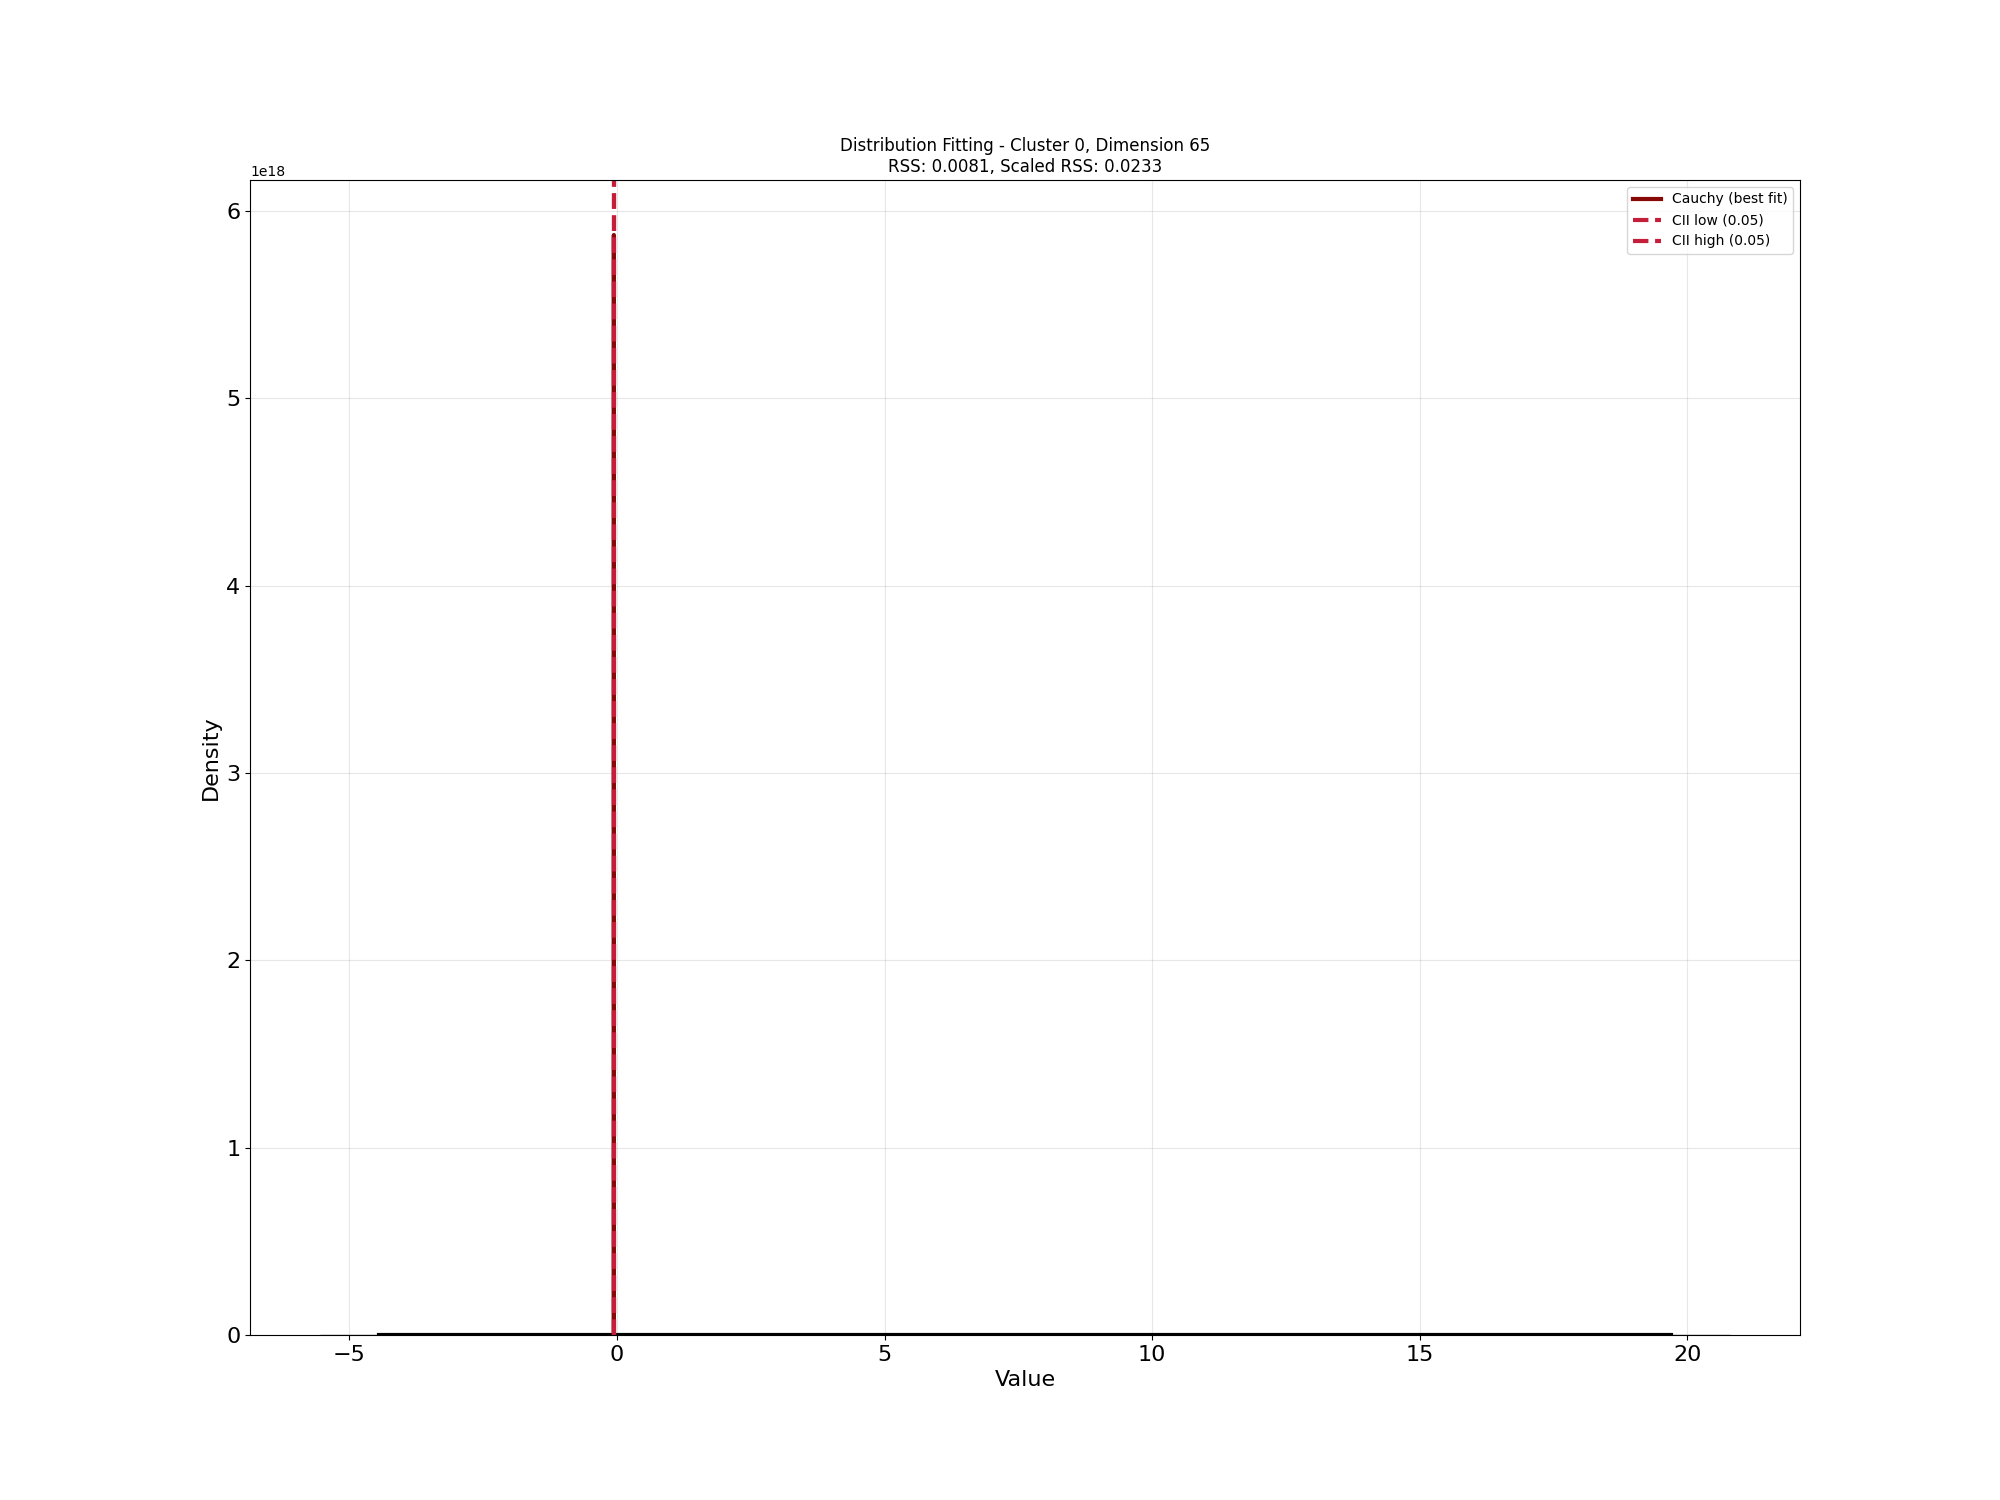 Distribution Fitting - Cluster 0, Dimension 65
RSS: 0.0081, Scaled RSS: 0.0233
1e18
Cauchy (best fit)
CII low (0.05)
CII high (0.05)
6
5
4
3
2
1
0
Density
−5
0
5
10
15
20
Value